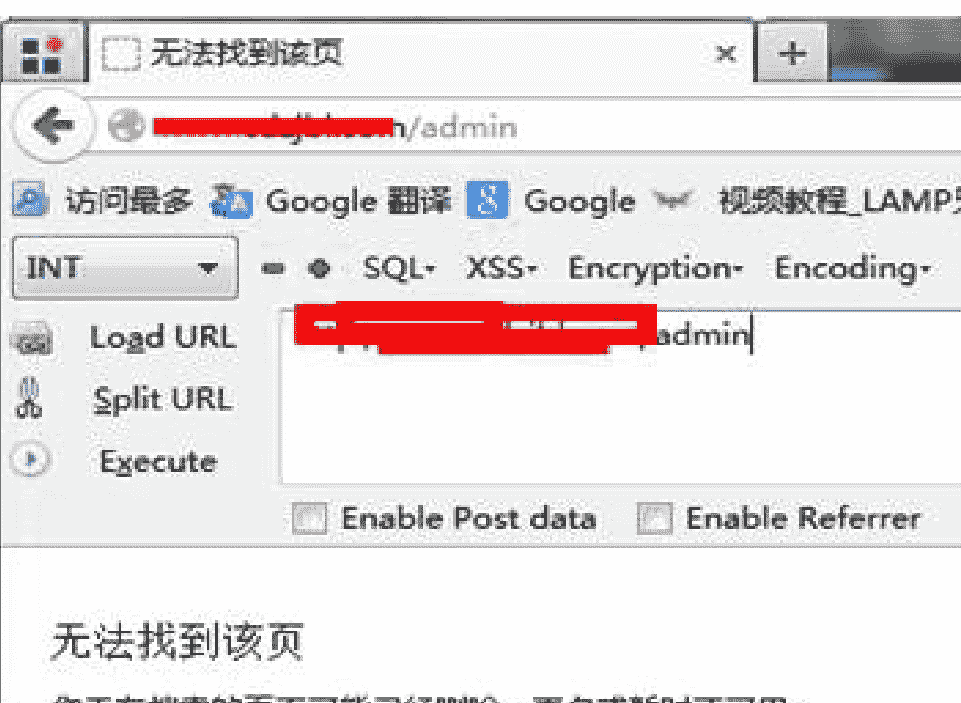 无法找到该页
/admin
访问最多 Google 翻译 Google 视频教程_LAMP
INT SQL XSS Encryption Encoding
Load URL admin
Split URL
Execute
Enable Post data Enable Referrer
无法找到该页